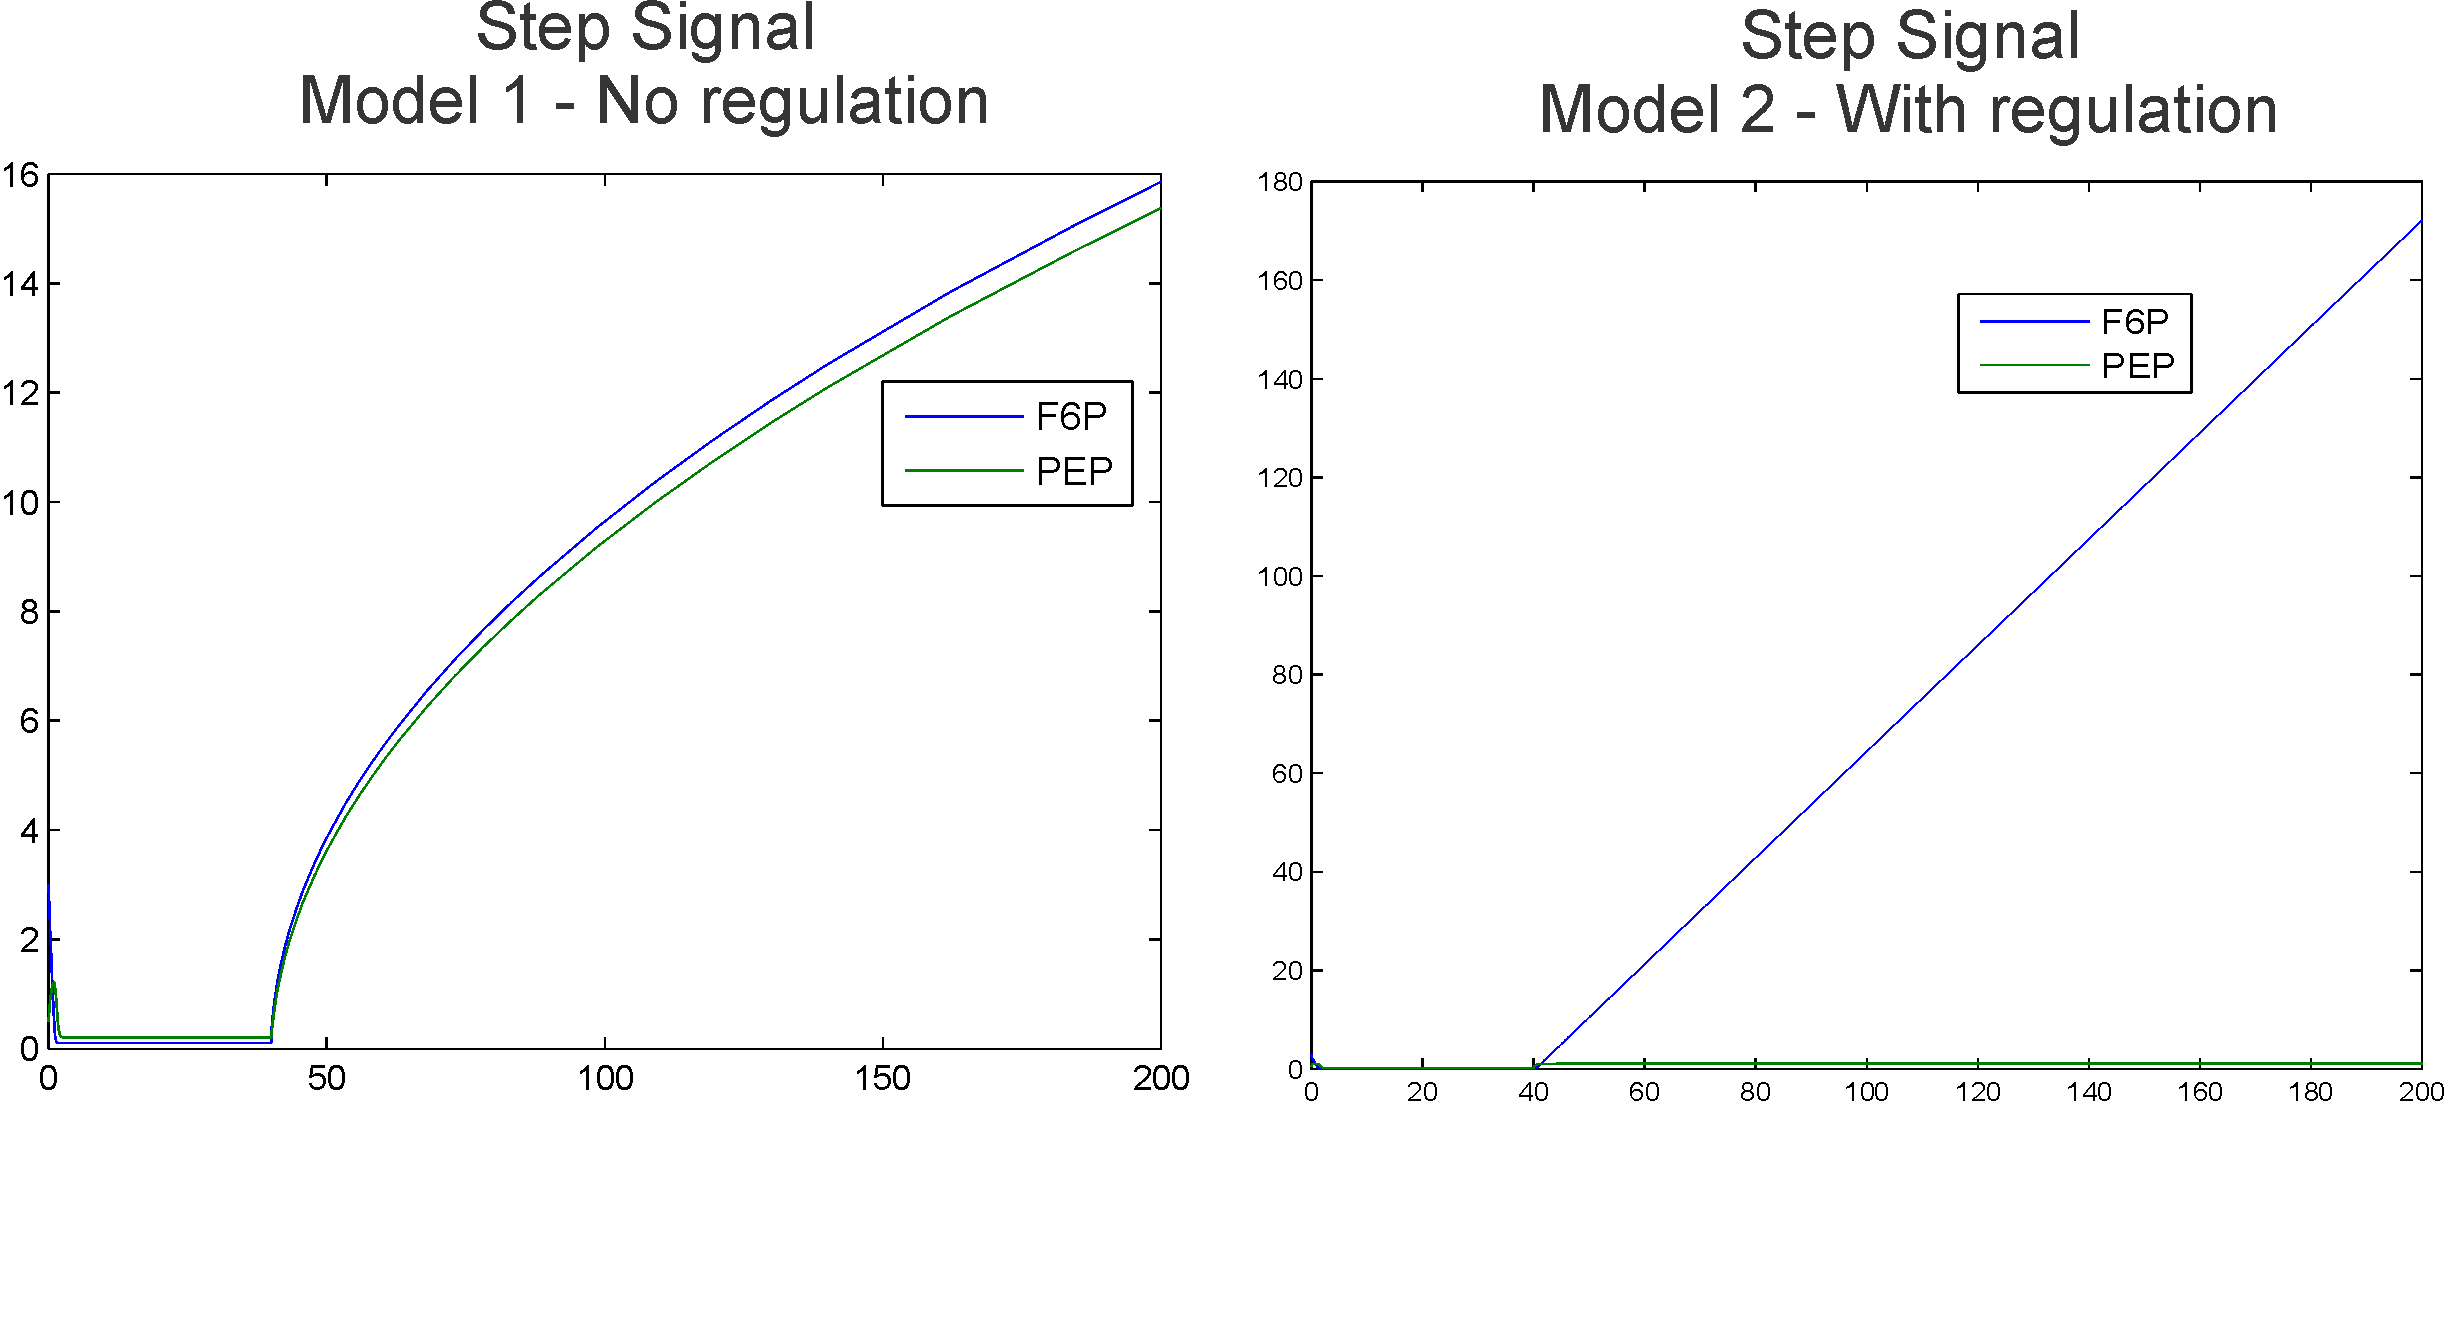 Step Signal
Model 1 - No regulation
16
14
12
10
8
6
4
2
0
0 50 100 150 200
F6P
PEP
Step Signal
Model 2 - With regulation
180
160
140
120
100
80
60
40
20
0
0 20 40 60 80 100 120 140 160 180 200
F6P
PEP